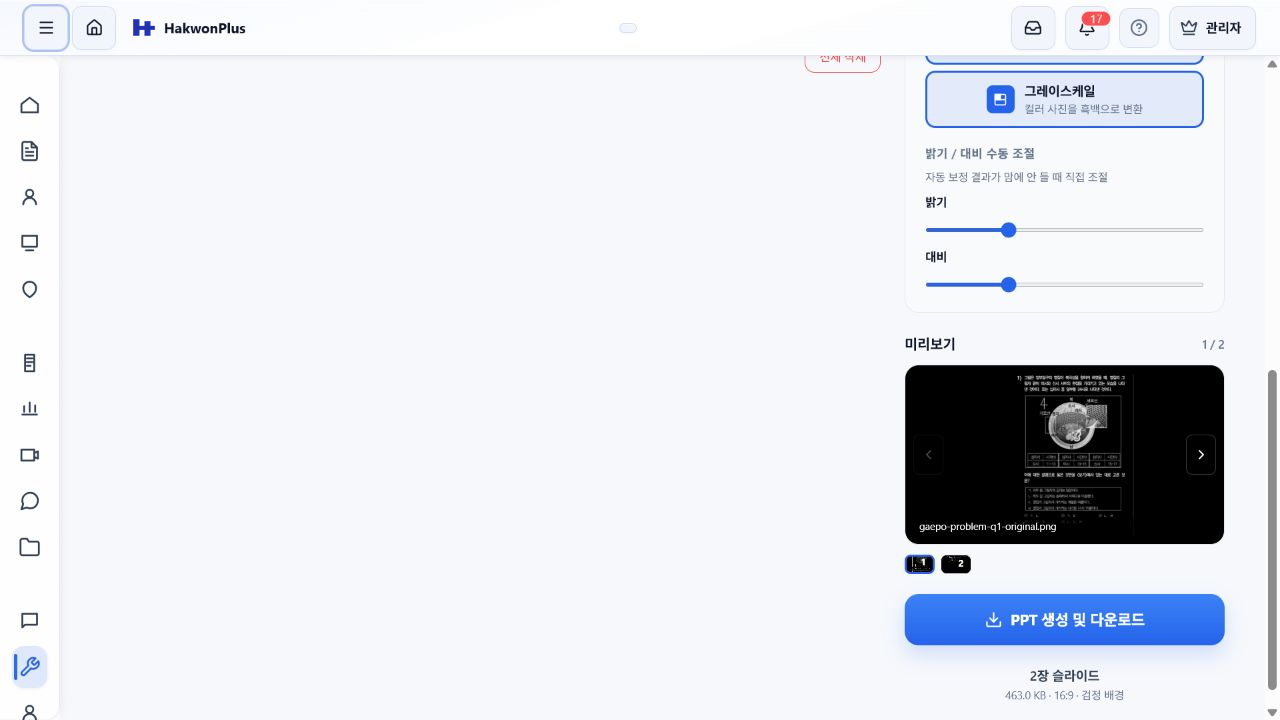 HakwonPlus
17
관리자
전체 삭제
그레이스케일
컬러 사진을 흑백으로 변환
밝기 / 대비 수동 조절
자동 보정 결과가 맘에 안 들 때 직접 조절
밝기
대비
미리보기
1 / 2
gaepo-problem-q1-original.png
1
2
PPT 생성 및 다운로드
2장 슬라이드
463.0 KB · 16:9 · 검정 배경